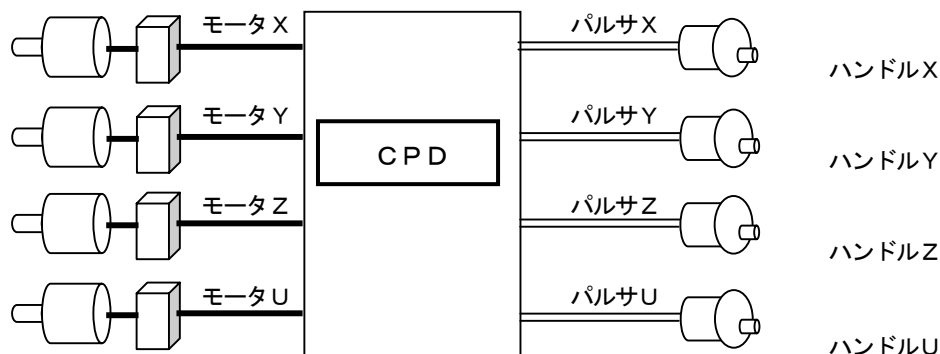 モータX
パルサX
ハンドルX
モータY
パルサY
ハンドルY
CPD
モータZ
パルサZ
ハンドルZ
モータU
パルサU
ハンドルU